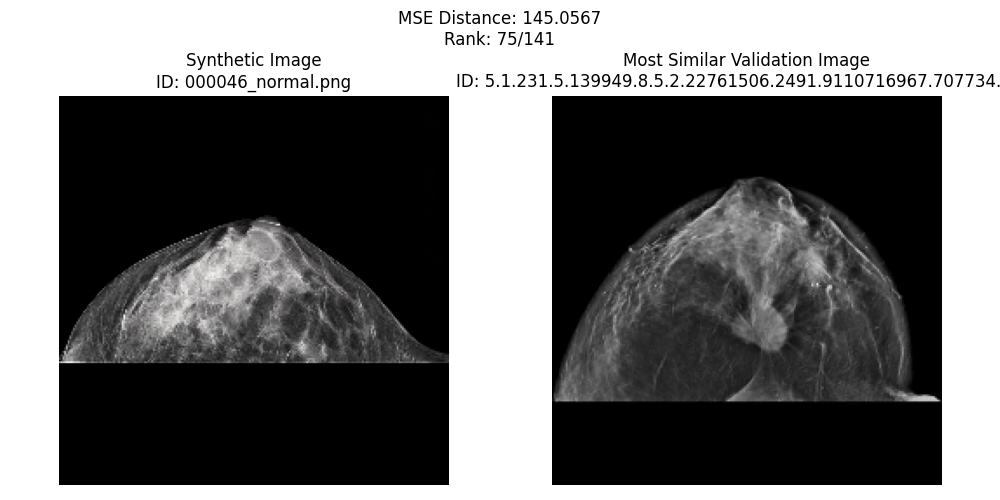 MSE Distance: 145.0567
Rank: 75/141
Synthetic Image
ID: 000046_normal.png
Most Similar Validation Image
ID: 5.1.231.5.139949.8.5.2.22761506.2491.9110716967.707734.